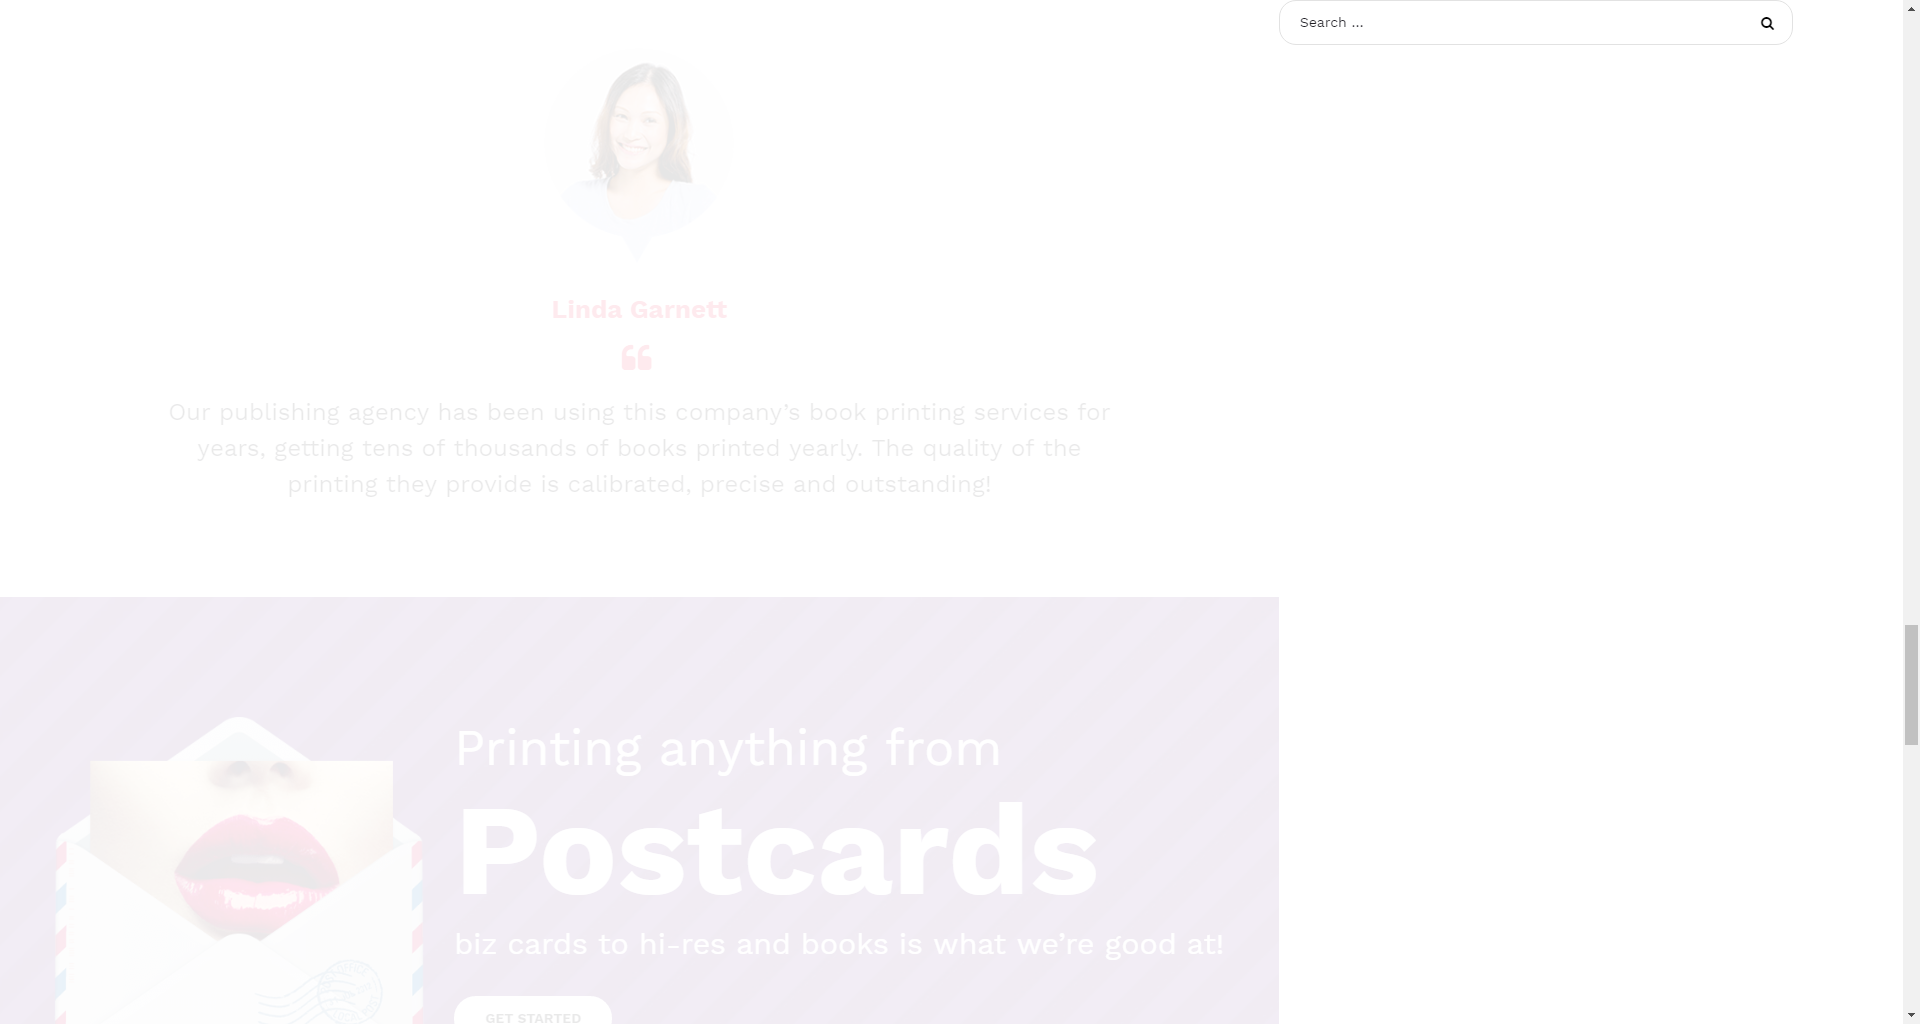 Search …
Linda Garnett
Our publishing agency has been using this company’s book printing services for
years, getting tens of thousands of books printed yearly. The quality of the
printing they provide is calibrated, precise and outstanding!
Printing anything from
Postcards
biz cards to hi-res and books is what we’re good at!
GET STARTED